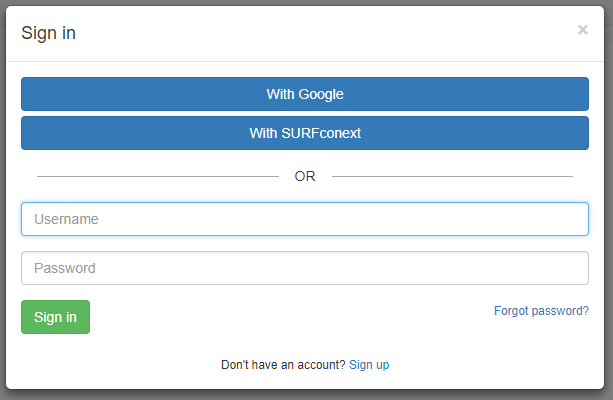 Sign in
×
With Google
With SURFconext
OR
Username
Password
Sign in
Forgot password?
Don't have an account? Sign up